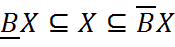 B̲X ⊆ X ⊆ B̅X